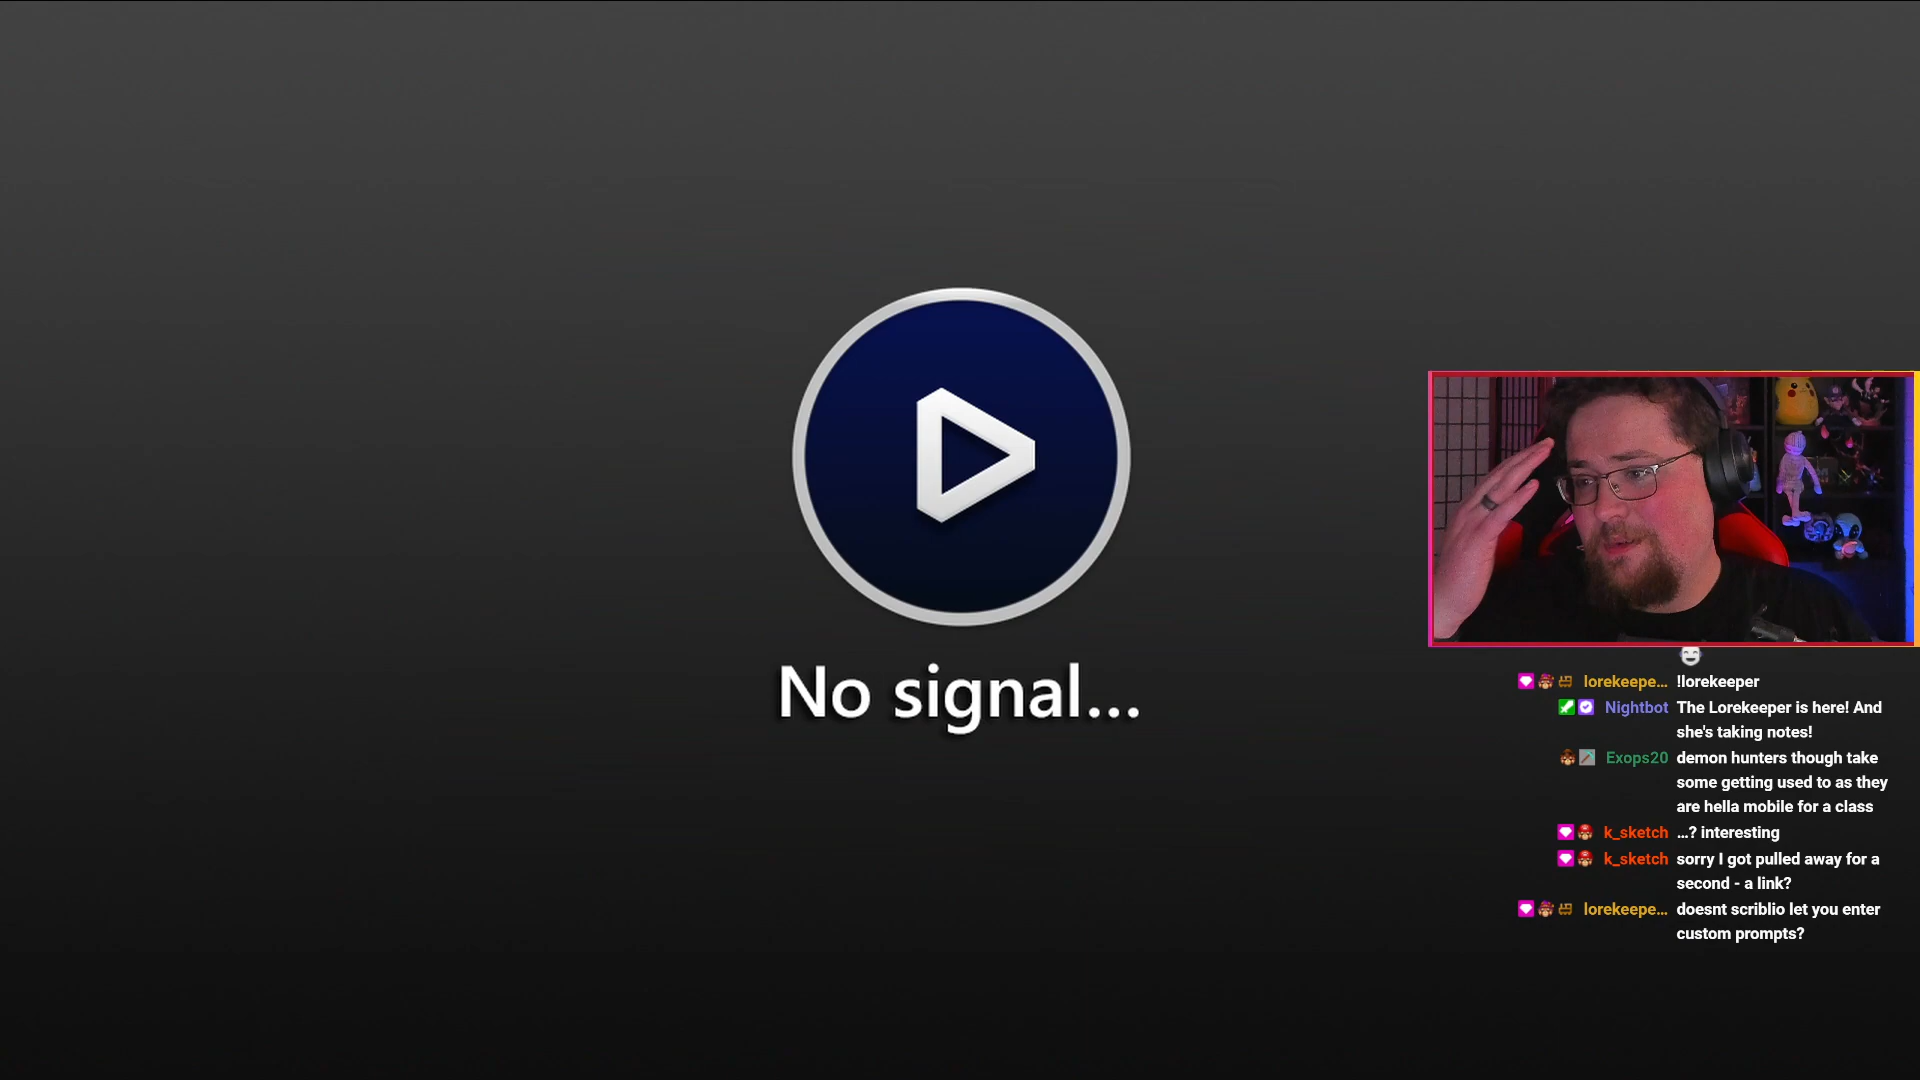 No signal...
lorekeepe... !lorekeeper
Nightbot The Lorekeeper is here! And
she's taking notes!
Exops20 demon hunters though take
some getting used to as they
are hella mobile for a class
k_sketch ...? interesting
k_sketch sorry I got pulled away for a
second - a link?
lorekeepe... doesnt scriblio let you enter
custom prompts?